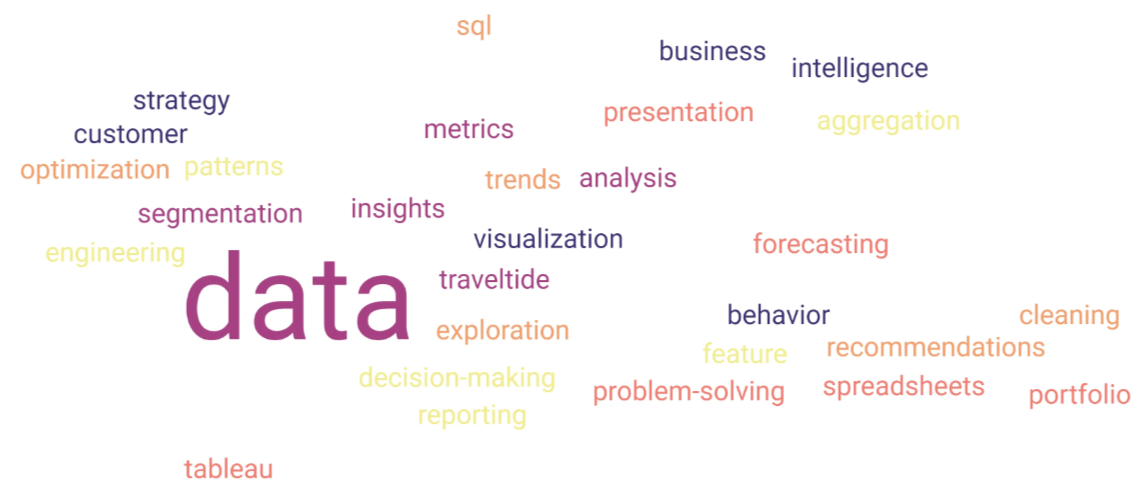 sql
business
intelligence
strategy
presentation
aggregation
metrics
customer
optimization
patterns
trends
analysis
segmentation
insights
visualization
forecasting
engineering
data
traveltide
exploration
behavior
cleaning
feature
recommendations
decision-making
problem-solving
spreadsheets
portfolio
reporting
tableau